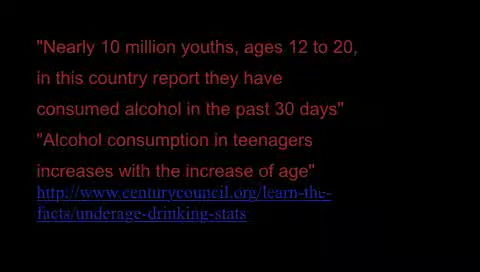 "Nearly 10 million youths, ages 12 to 20,
in this country report they have
consumed alcohol in the past 30 days"
"Alcohol consumption in teenagers
increases with the increase of age"
http://www.centurycouncil.org/learn-the-
facts/underage-drinking-stats